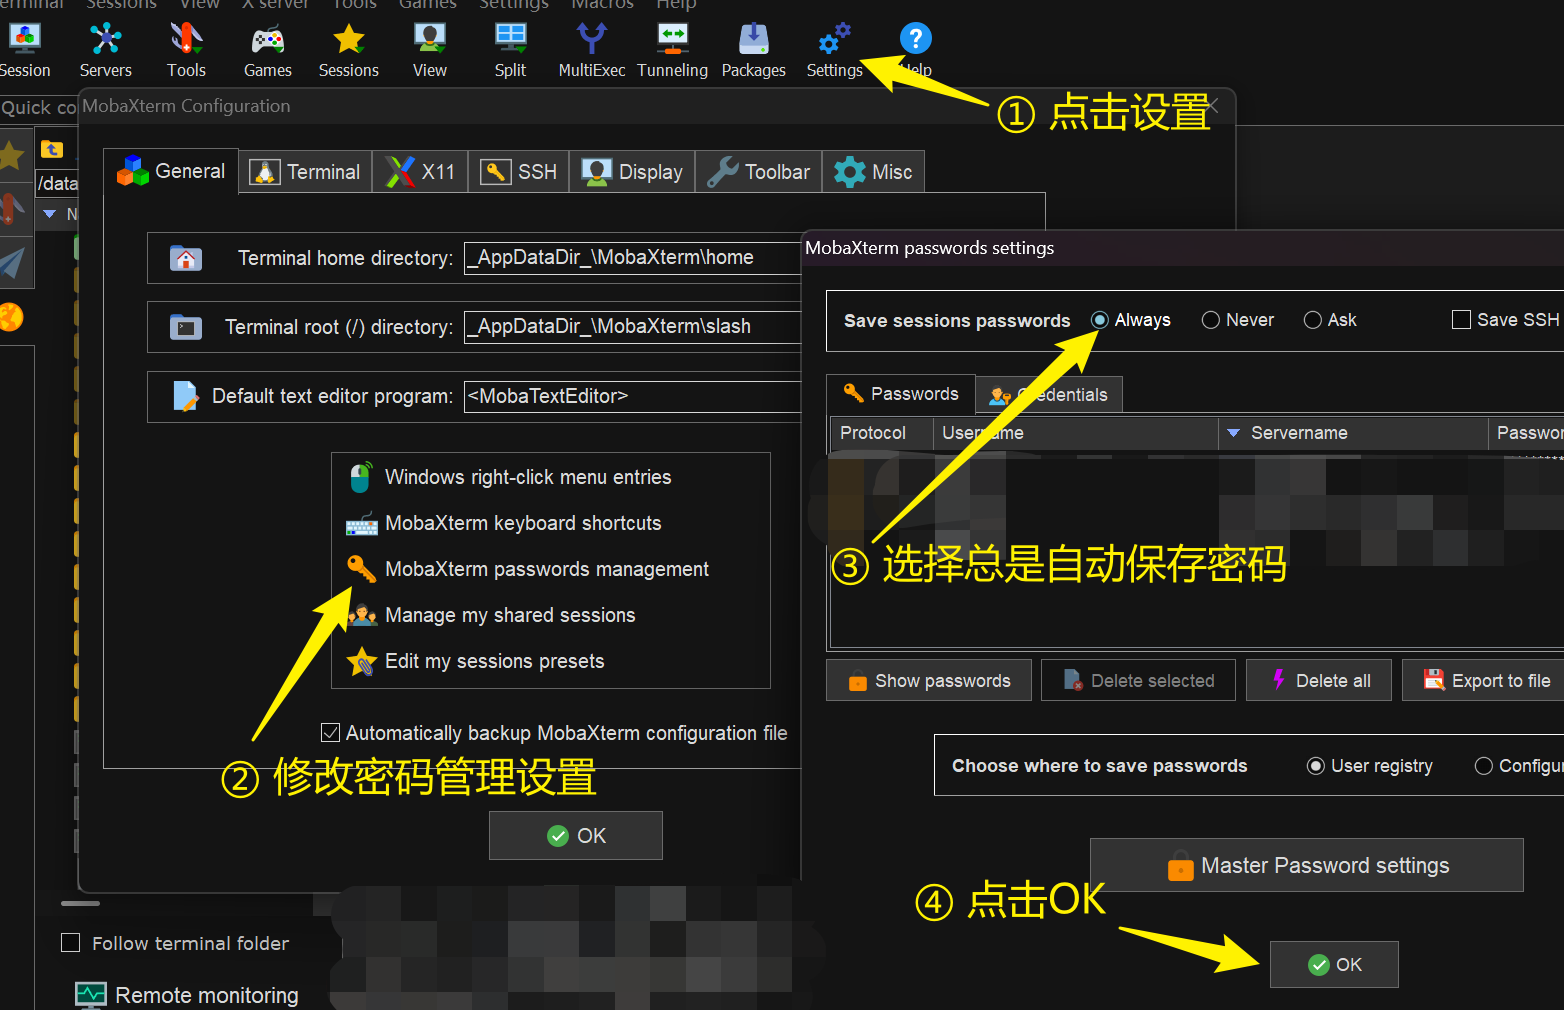 erminal Sessions View X server Tools Games Settings Macros Help
Session Servers Tools Games Sessions View Split MultiExec Tunneling Packages Settings Help
① 点击设置
Quick co
MobaXterm Configuration
General Terminal X11 SSH Display Toolbar Misc
/data
N
Terminal home directory: _AppDataDir_\MobaXterm\home
Terminal root (/) directory: _AppDataDir_\MobaXterm\slash
Default text editor program: <MobaTextEditor>
Windows right-click menu entries
MobaXterm keyboard shortcuts
MobaXterm passwords management
Manage my shared sessions
Edit my sessions presets
Automatically backup MobaXterm configuration file
② 修改密码管理设置
OK
MobaXterm passwords settings
Save sessions passwords Always Never Ask Save SSH
Passwords Credentials
Protocol Username Servername Passwor
③ 选择总是自动保存密码
Show passwords Delete selected Delete all Export to file
Choose where to save passwords User registry Configur
Master Password settings
④ 点击OK
OK
Follow terminal folder
Remote monitoring